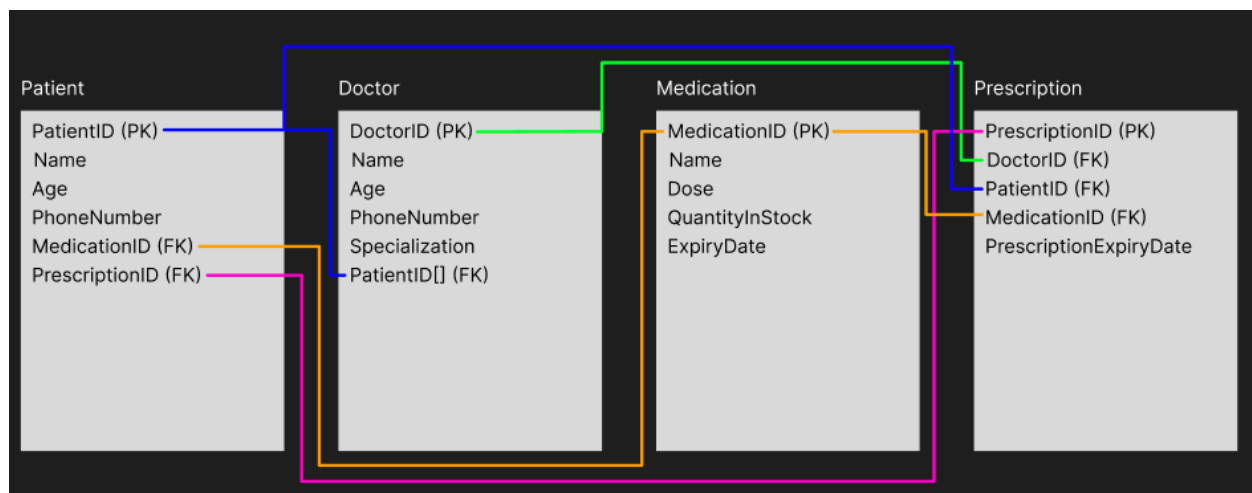 Patient
PatientID (PK)
Name
Age
PhoneNumber
MedicationID (FK)
PrescriptionID (FK)
Doctor
DoctorID (PK)
Name
Age
PhoneNumber
Specialization
PatientID[] (FK)
Medication
MedicationID (PK)
Name
Dose
QuantityInStock
ExpiryDate
Prescription
PrescriptionID (PK)
DoctorID (FK)
PatientID (FK)
MedicationID (FK)
PrescriptionExpiryDate